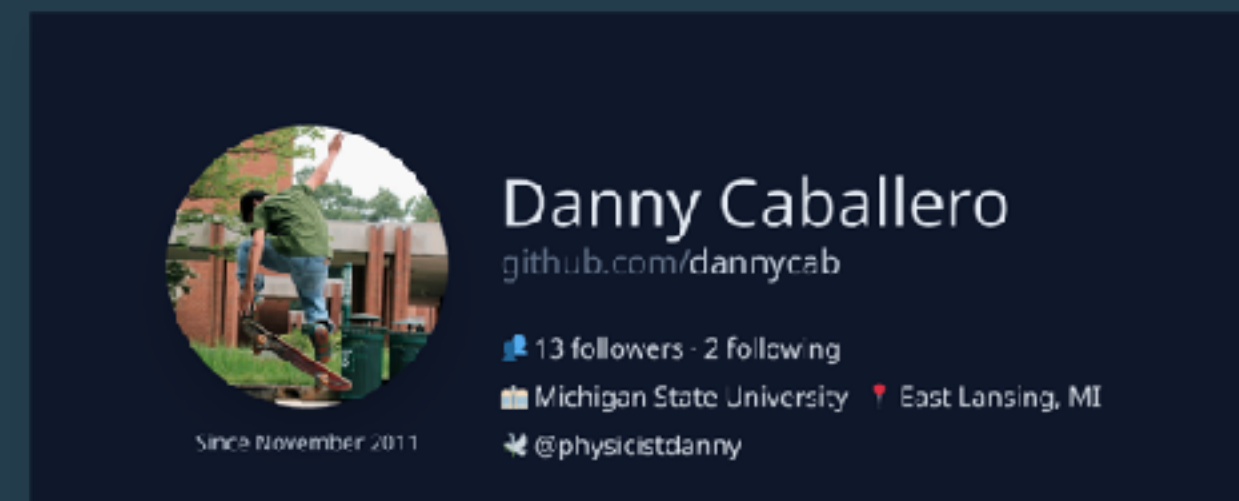 Danny Caballero
github.com/dannycab
13 followers · 2 following
Michigan State University East Lansing, MI
@physicistdanny
Since November 2011